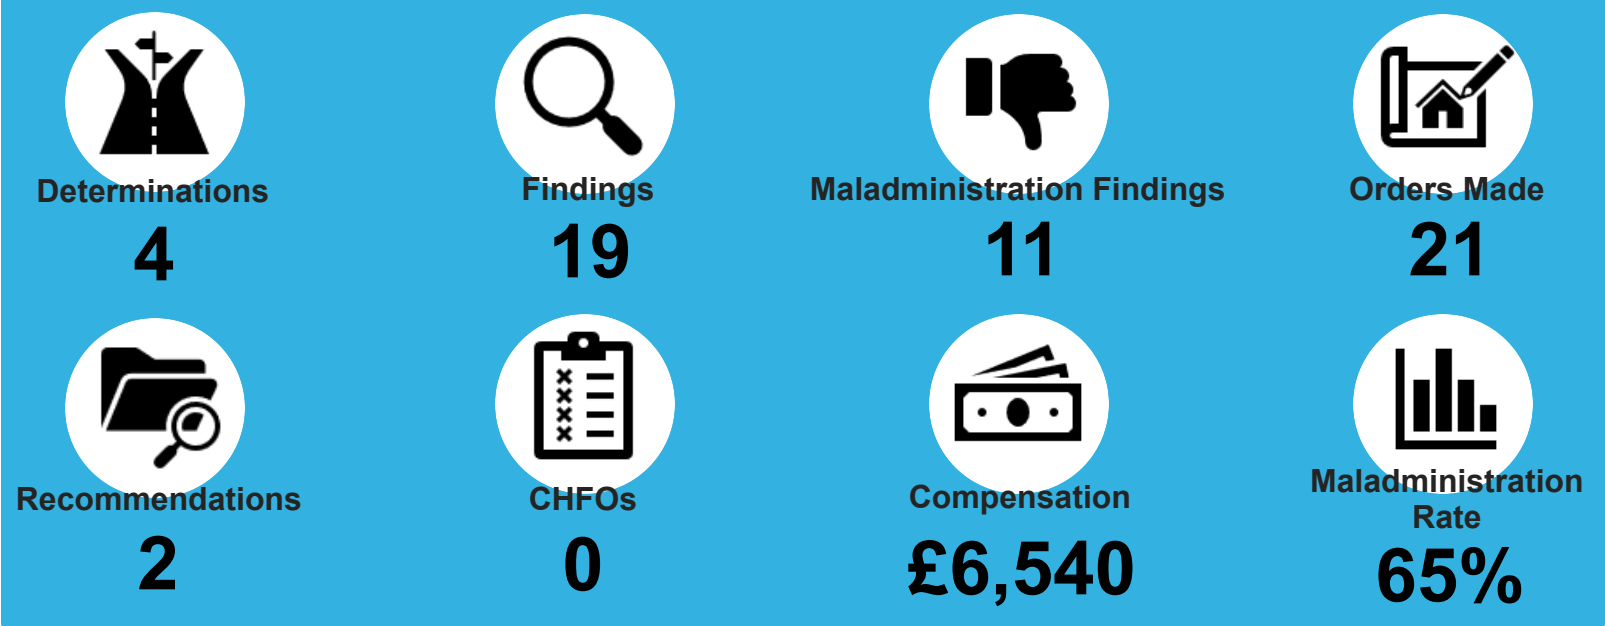 Determinations
4
Findings
19
Maladministration Findings
11
Orders Made
21
Recommendations
2
CHFOs
0
Compensation
£6,540
Maladministration
Rate
65%